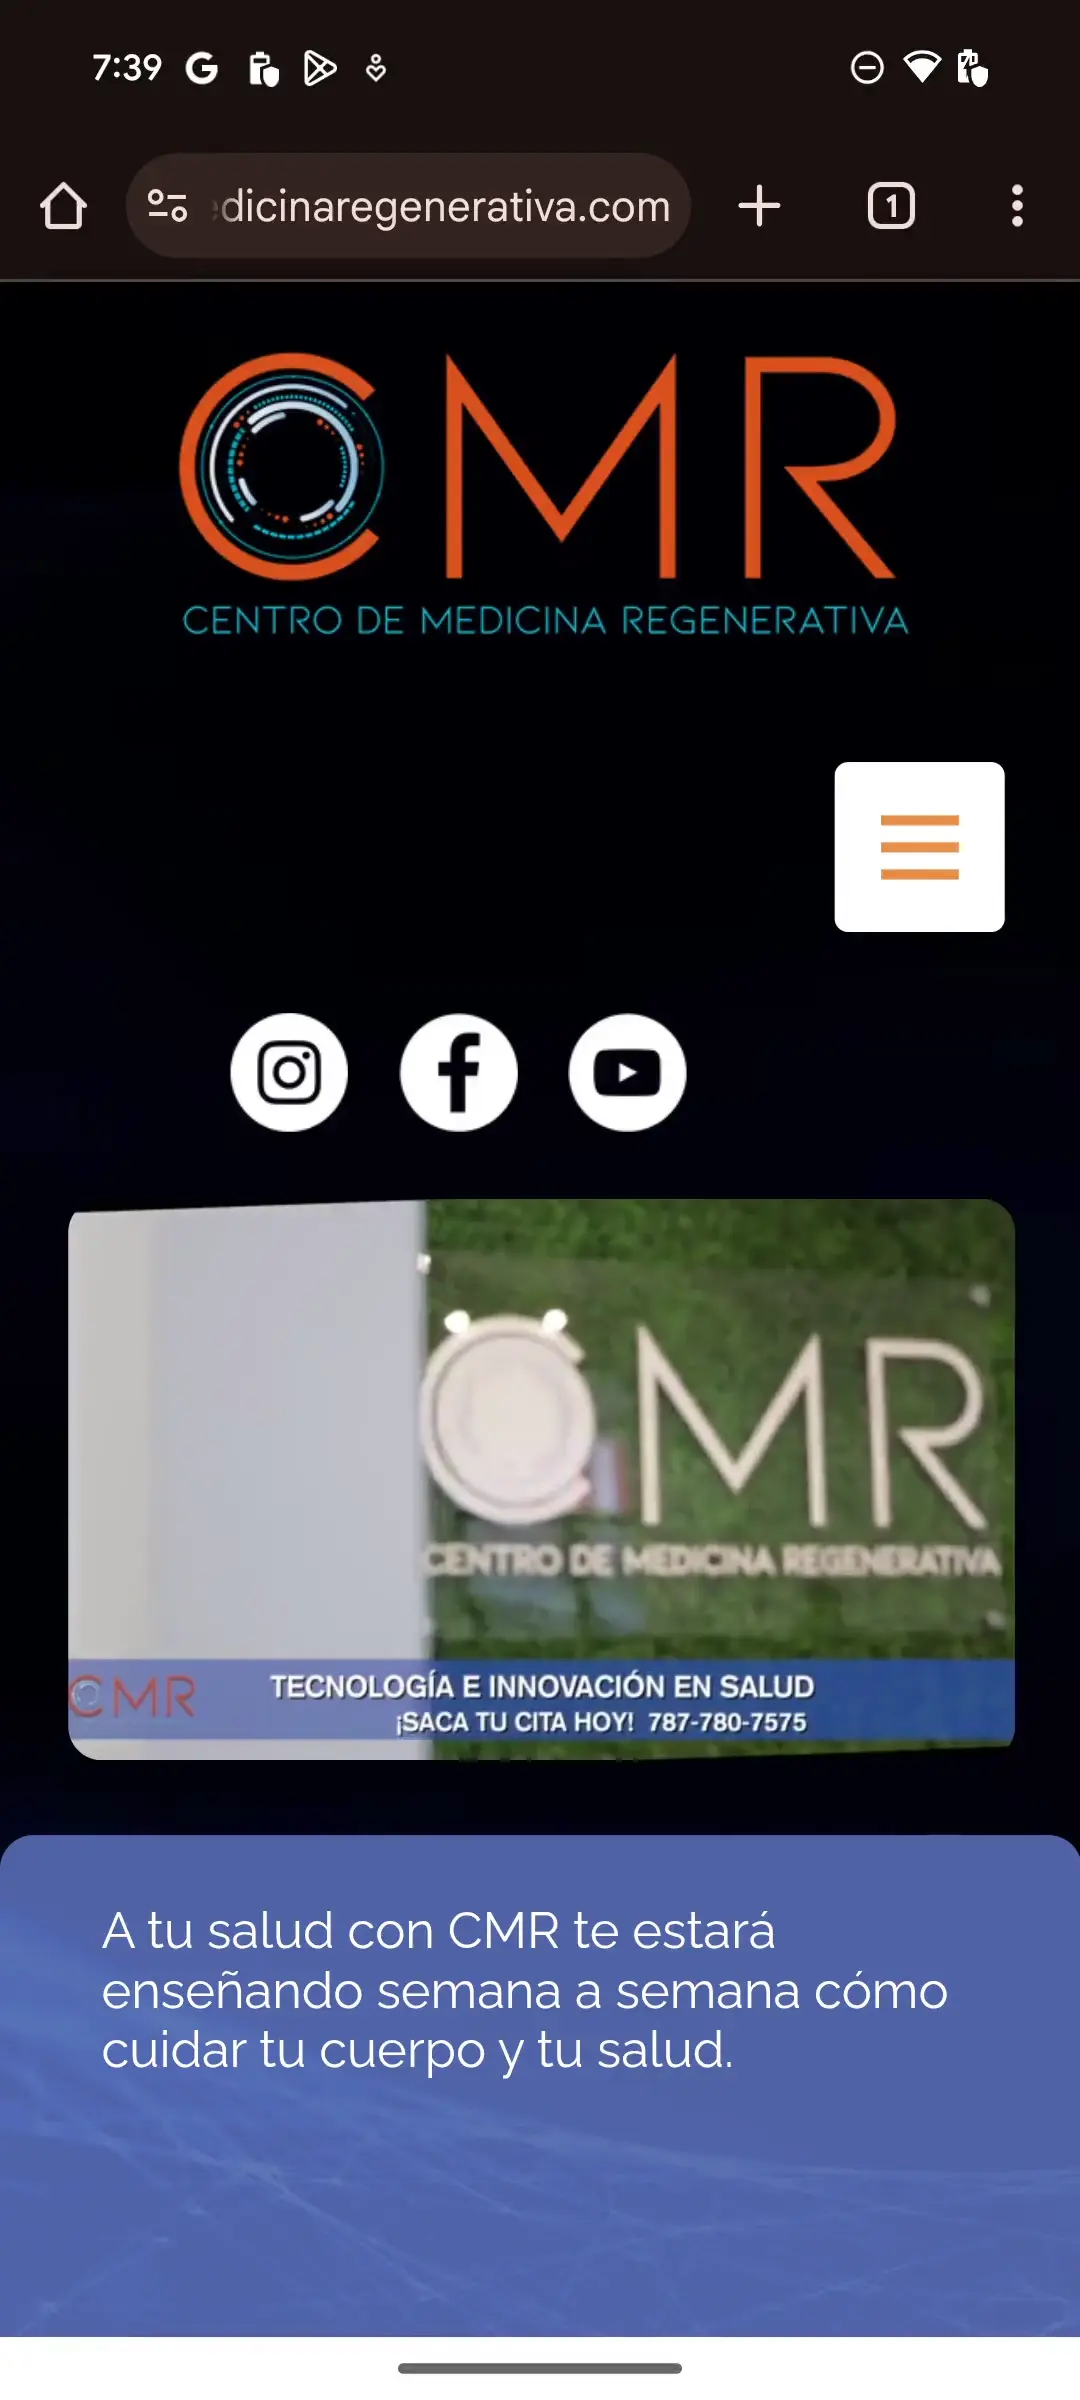 7:39
dicinaregenerativa.com
1
CMR
CENTRO DE MEDICINA REGENERATIVA
CMR
CENTRO DE MEDICINA REGENERATIVA
CMR
TECNOLOGÍA E INNOVACIÓN EN SALUD
¡SACA TU CITA HOY! 787-780-7575
A tu salud con CMR te estará
enseñando semana a semana cómo
cuidar tu cuerpo y tu salud.